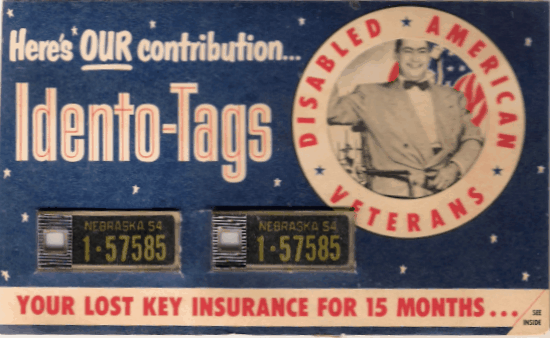 Here's OUR contribution...
Idento-Tags
DISABLED AMERICAN VETERANS
NEBRASKA 54
1-57585
NEBRASKA 54
1-57585
YOUR LOST KEY INSURANCE FOR 15 MONTHS...
SEE
INSIDE